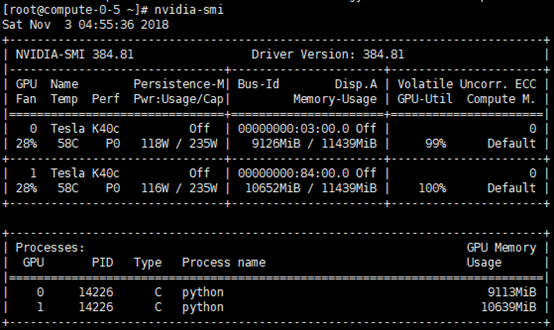 [root@compute-0-5 ~]# nvidia-smi
Sat Nov  3 04:55:36 2018
+-----------------------------------------------------------------------------+
| NVIDIA-SMI 384.81                 Driver Version: 384.81                    |
|-------------------------------+----------------------+----------------------+
| GPU  Name        Persistence-M| Bus-Id        Disp.A | Volatile Uncorr. ECC |
| Fan  Temp  Perf  Pwr:Usage/Cap|         Memory-Usage | GPU-Util  Compute M. |
|===============================+======================+======================|
|   0  Tesla K40c          Off  | 00000000:03:00.0 Off |                    0 |
| 28%   58C    P0   118W / 235W |   9126MiB / 11439MiB |     99%      Default |
+-------------------------------+----------------------+----------------------+
|   1  Tesla K40c          Off  | 00000000:84:00.0 Off |                    0 |
| 28%   58C    P0   116W / 235W |  10652MiB / 11439MiB |    100%      Default |
+-------------------------------+----------------------+----------------------+
+-----------------------------------------------------------------------------+
| Processes:                                                       GPU Memory |
|  GPU       PID   Type   Process name                             Usage      |
|=============================================================================|
|    0     14226      C   python                                      9113MiB |
|    1     14226      C   python                                     10639MiB |
+-----------------------------------------------------------------------------+